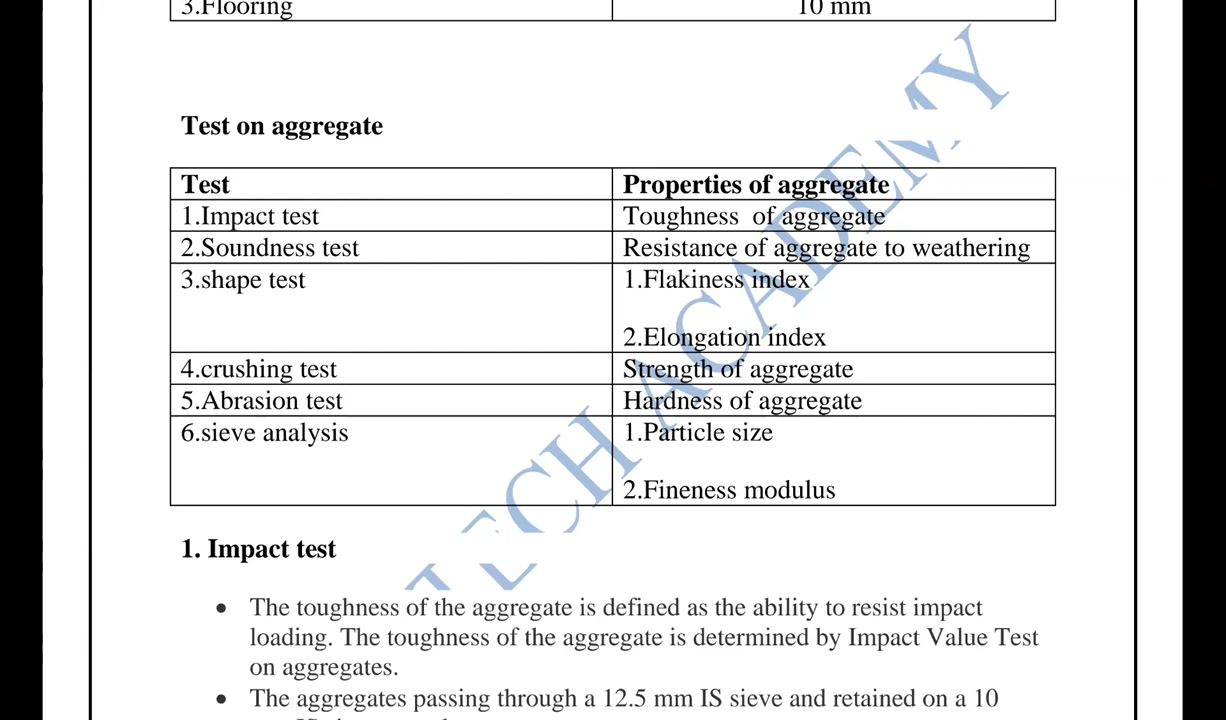 3.Flooring 10 mm
Test on aggregate
Test Properties of aggregate
1.Impact test Toughness of aggregate
2.Soundness test Resistance of aggregate to weathering
3.shape test 1.Flakiness index
2.Elongation index
4.crushing test Strength of aggregate
5.Abrasion test Hardness of aggregate
6.sieve analysis 1.Particle size
2.Fineness modulus
1. Impact test
• The toughness of the aggregate is defined as the ability to resist impact
loading. The toughness of the aggregate is determined by Impact Value Test
on aggregates.
• The aggregates passing through a 12.5 mm IS sieve and retained on a 10
TECH ACADEMY